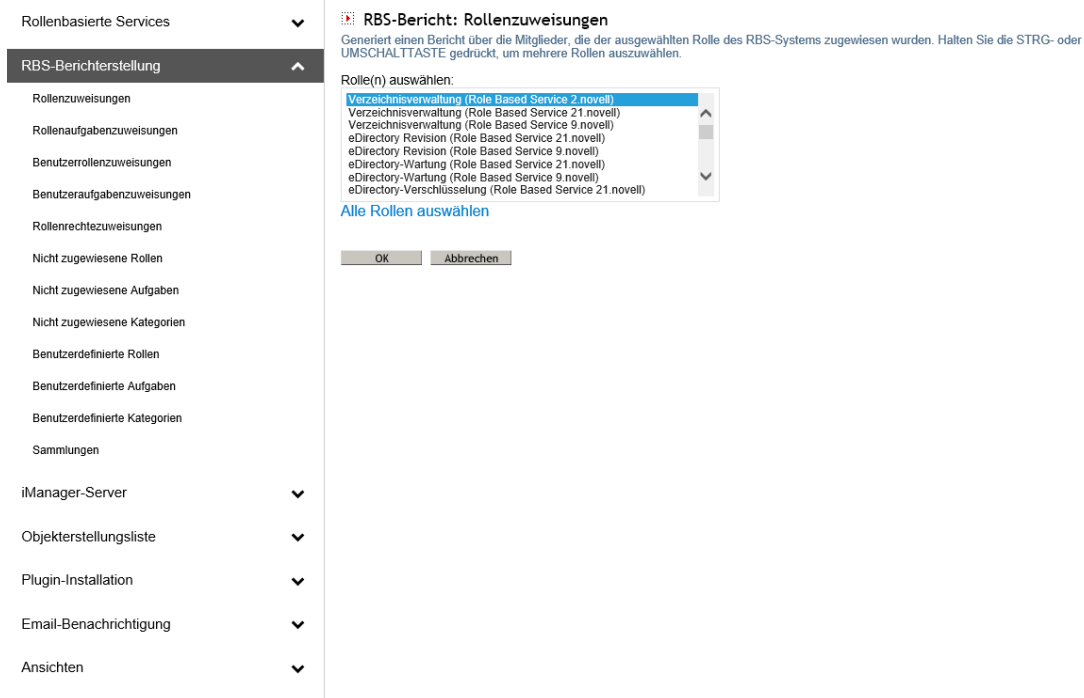 Rollenbasierte Services
RBS-Berichterstellung
Rollenzuweisungen
Rollenaufgabenzuweisungen
Benutzerrollenzuweisungen
Benutzeraufgabenzuweisungen
Rollenrechtezuweisungen
Nicht zugewiesene Rollen
Nicht zugewiesene Aufgaben
Nicht zugewiesene Kategorien
Benutzerdefinierte Rollen
Benutzerdefinierte Aufgaben
Benutzerdefinierte Kategorien
Sammlungen
iManager-Server
Objekterstellungsliste
Plugin-Installation
Email-Benachrichtigung
Ansichten
RBS-Bericht: Rollenzuweisungen
Generiert einen Bericht über die Mitglieder, die der ausgewählten Rolle des RBS-Systems zugewiesen wurden. Halten Sie die STRG- oder
UMSCHALTTASTE gedrückt, um mehrere Rollen auszuwählen.
Rolle(n) auswählen:
Verzeichnisverwaltung (Role Based Service 2.novell)
Verzeichnisverwaltung (Role Based Service 21.novell)
Verzeichnisverwaltung (Role Based Service 9.novell)
eDirectory Revision (Role Based Service 21.novell)
eDirectory Revision (Role Based Service 9.novell)
eDirectory-Wartung (Role Based Service 21.novell)
eDirectory-Wartung (Role Based Service 9.novell)
eDirectory-Verschlüsselung (Role Based Service 21.novell)
Alle Rollen auswählen
OK Abbrechen